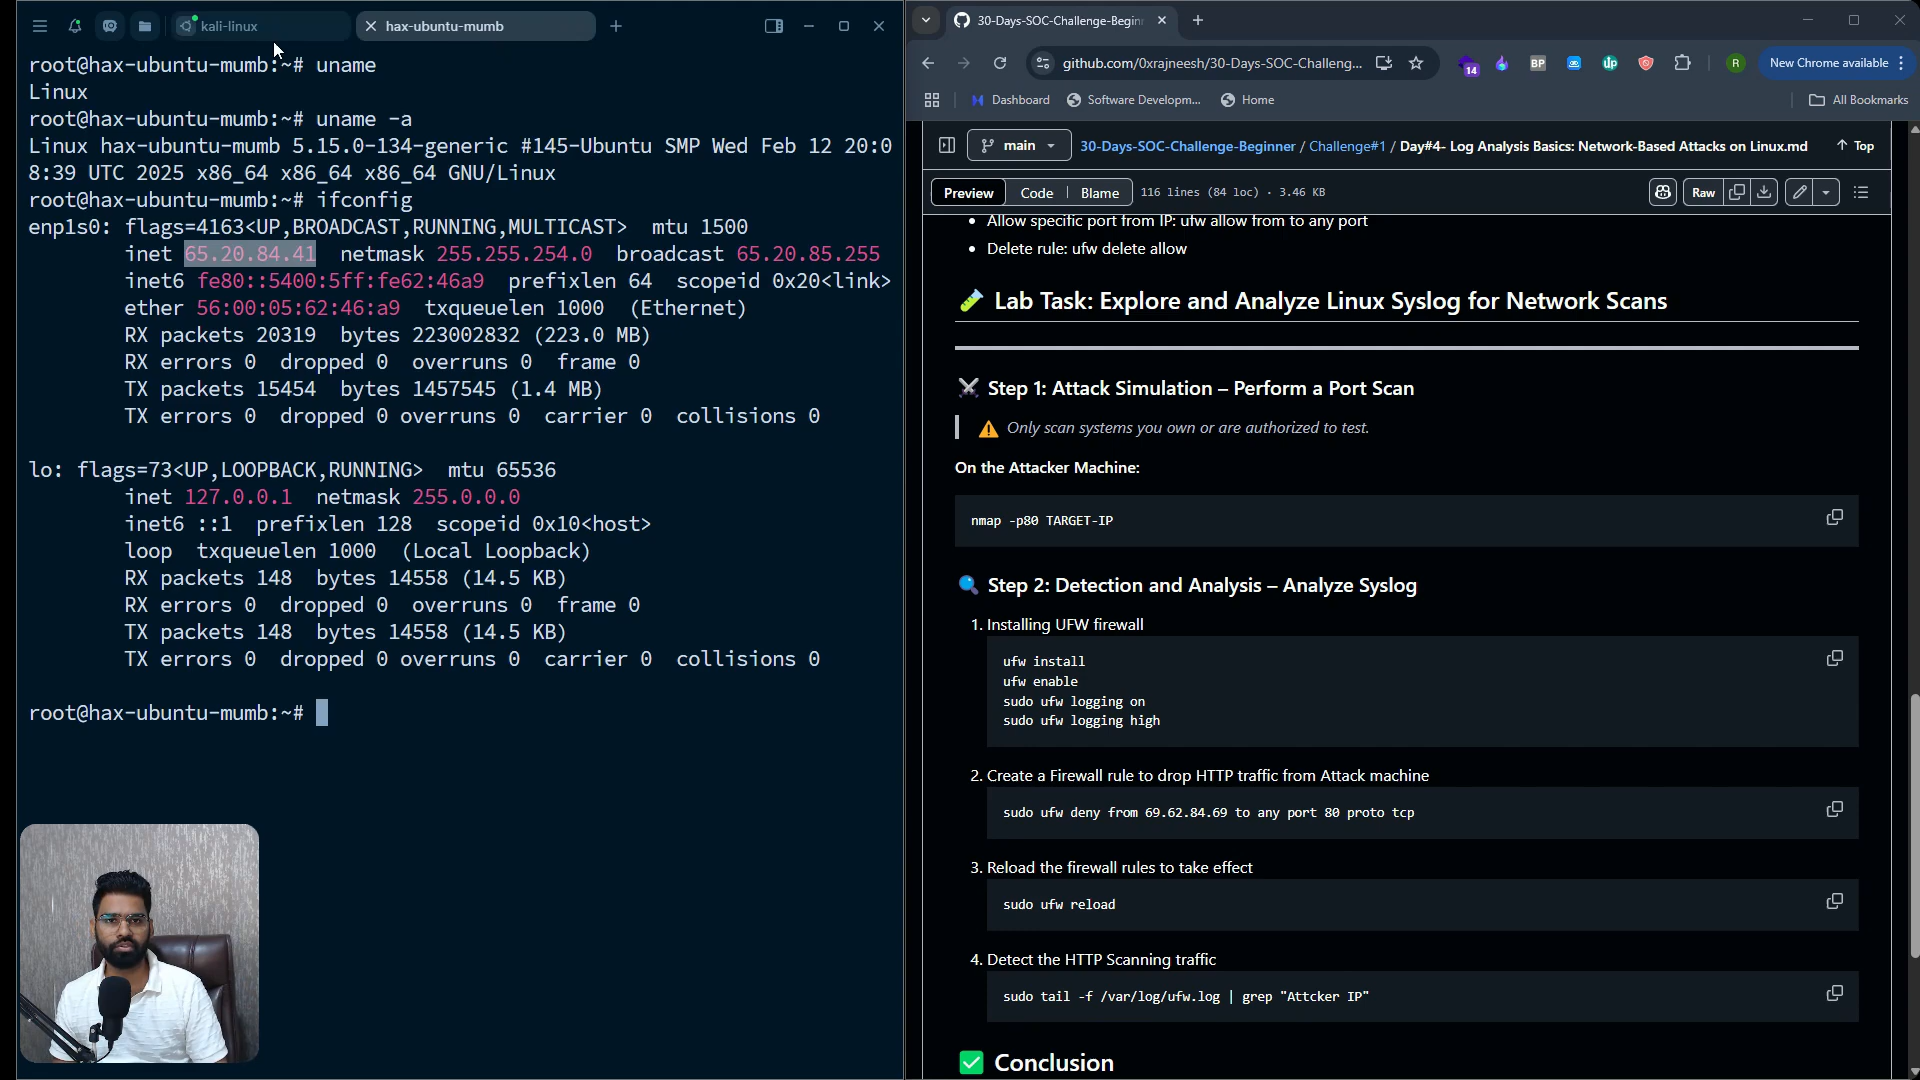 kali-linux
hax-ubuntu-mumb
root@hax-ubuntu-mumb:~# uname
Linux
root@hax-ubuntu-mumb:~# uname -a
Linux hax-ubuntu-mumb 5.15.0-134-generic #145-Ubuntu SMP Wed Feb 12 20:0
8:39 UTC 2025 x86_64 x86_64 x86_64 GNU/Linux
root@hax-ubuntu-mumb:~# ifconfig
enp1s0: flags=4163<UP,BROADCAST,RUNNING,MULTICAST>  mtu 1500
inet 65.20.84.41  netmask 255.255.254.0  broadcast 65.20.85.255
inet6 fe80::5400:5ff:fe62:46a9  prefixlen 64  scopeid 0x20<link>
ether 56:00:05:62:46:a9  txqueuelen 1000  (Ethernet)
RX packets 20319  bytes 223002832 (223.0 MB)
RX errors 0  dropped 0  overruns 0  frame 0
TX packets 15454  bytes 1457545 (1.4 MB)
TX errors 0  dropped 0 overruns 0  carrier 0  collisions 0
lo: flags=73<UP,LOOPBACK,RUNNING>  mtu 65536
inet 127.0.0.1  netmask 255.0.0.0
inet6 ::1  prefixlen 128  scopeid 0x10<host>
loop  txqueuelen 1000  (Local Loopback)
RX packets 148  bytes 14558 (14.5 KB)
RX errors 0  dropped 0  overruns 0  frame 0
TX packets 148  bytes 14558 (14.5 KB)
TX errors 0  dropped 0 overruns 0  carrier 0  collisions 0
root@hax-ubuntu-mumb:~#
30-Days-SOC-Challenge-Begin
github.com/0xrajneesh/30-Days-SOC-Challeng...
14
BP
up
R
New Chrome available
Dashboard
Software Developm...
Home
All Bookmarks
main
30-Days-SOC-Challenge-Beginner / Challenge#1 / Day#4- Log Analysis Basics: Network-Based Attacks on Linux.md
Top
Preview
Code
Blame
116 lines (84 loc) · 3.46 KB
Raw
• Allow specific port from IP: ufw allow from to any port
• Delete rule: ufw delete allow
Lab Task: Explore and Analyze Linux Syslog for Network Scans
Step 1: Attack Simulation – Perform a Port Scan
Only scan systems you own or are authorized to test.
On the Attacker Machine:
nmap -p80 TARGET-IP
Step 2: Detection and Analysis – Analyze Syslog
1. Installing UFW firewall
ufw install
ufw enable
sudo ufw logging on
sudo ufw logging high
2. Create a Firewall rule to drop HTTP traffic from Attack machine
sudo ufw deny from 69.62.84.69 to any port 80 proto tcp
3. Reload the firewall rules to take effect
sudo ufw reload
4. Detect the HTTP Scanning traffic
sudo tail -f /var/log/ufw.log | grep "Attcker IP"
Conclusion